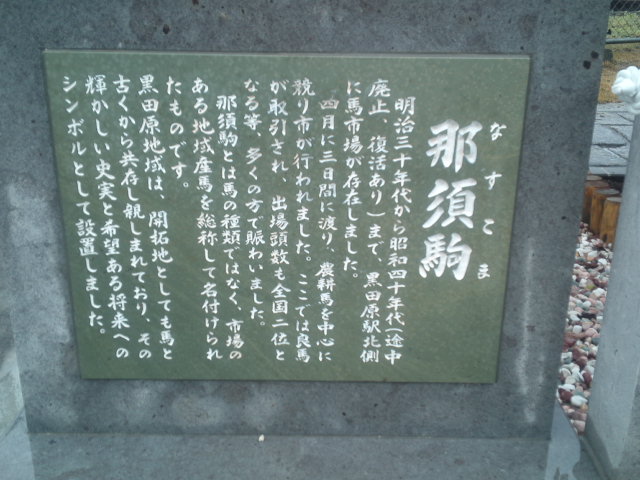 なすこま
那須駒
明治三十年代から昭和四十年代(途中
廃止、復活あり)まで、黒田原駅北側
に馬市場が存在しました。
四月に三日間に渡り、農耕馬を中心に
競り市が行われました。ここでは良馬
が取引され、出場頭数も全国二位と
なる等、多くの方で賑わいました。
那須駒とは馬の種類ではなく、市場の
ある地域産馬を総称して名付けられ
たものです。
黒田原地域は、開拓地としても馬と
古くから共存し親しまれており、その
輝かしい史実と希望ある将来への
シンボルとして設置しました。